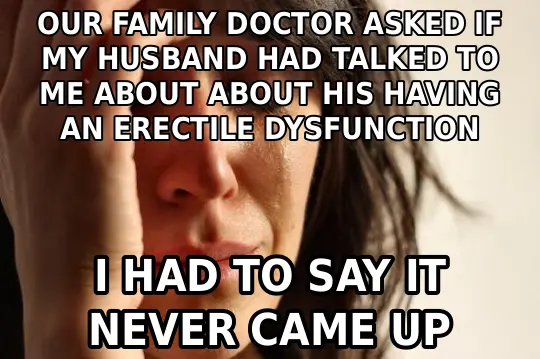 OUR FAMILY DOCTOR ASKED IF
MY HUSBAND HAD TALKED TO
ME ABOUT ABOUT HIS HAVING
AN ERECTILE DYSFUNCTION
I HAD TO SAY IT
NEVER CAME UP